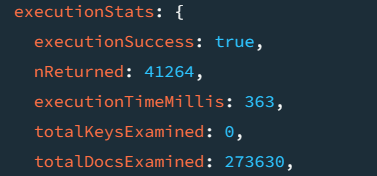 executionStats: {
executionSuccess: true,
nReturned: 41264,
executionTimeMillis: 363,
totalKeysExamined: 0,
totalDocsExamined: 273630,